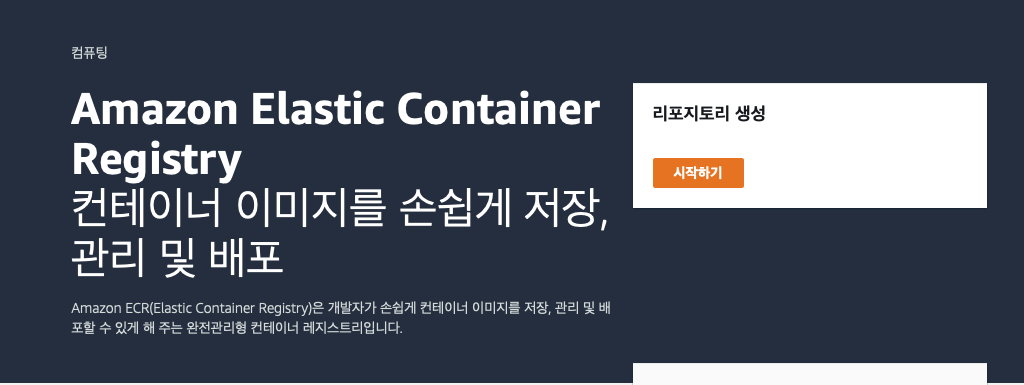 컴퓨팅
Amazon Elastic Container
Registry
컨테이너 이미지를 손쉽게 저장,
관리 및 배포
Amazon ECR(Elastic Container Registry)은 개발자가 손쉽게 컨테이너 이미지를 저장, 관리 및 배
포할 수 있게 해 주는 완전관리형 컨테이너 레지스트리입니다.
리포지토리 생성
시작하기